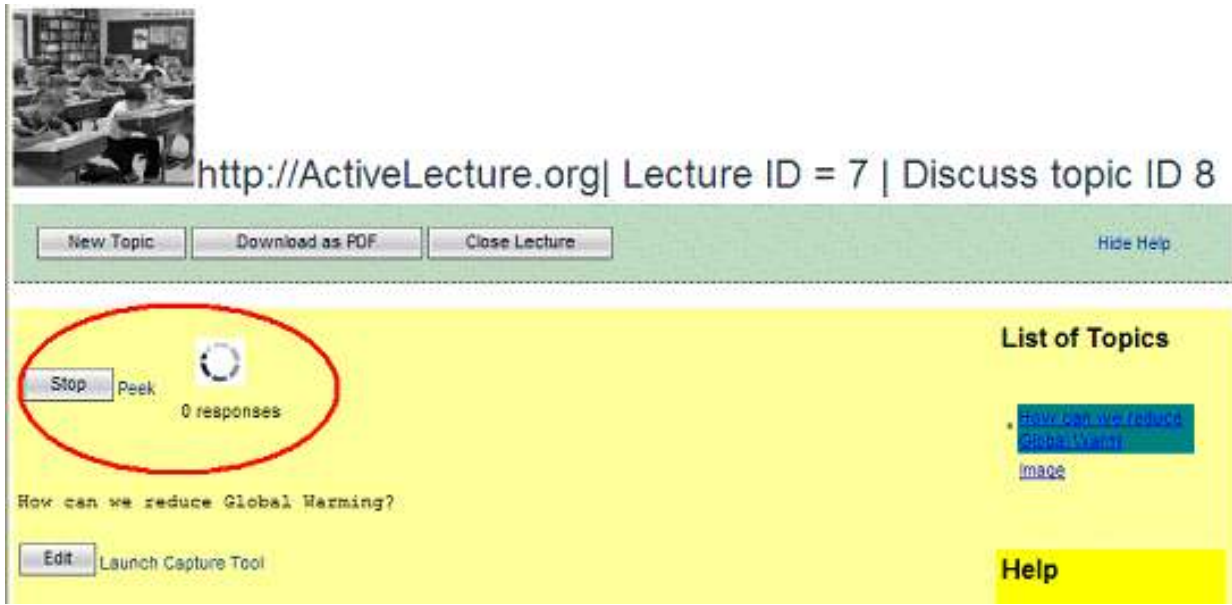 http://ActiveLecture.org| Lecture ID = 7 | Discuss topic ID 8
New Topic Download as PDF Close Lecture Hide Help
Stop Peek
0 responses
How can we reduce Global Warming?
Edit Launch Capture Tool
List of Topics
How can we reduce
Global Warmi
Image
Help